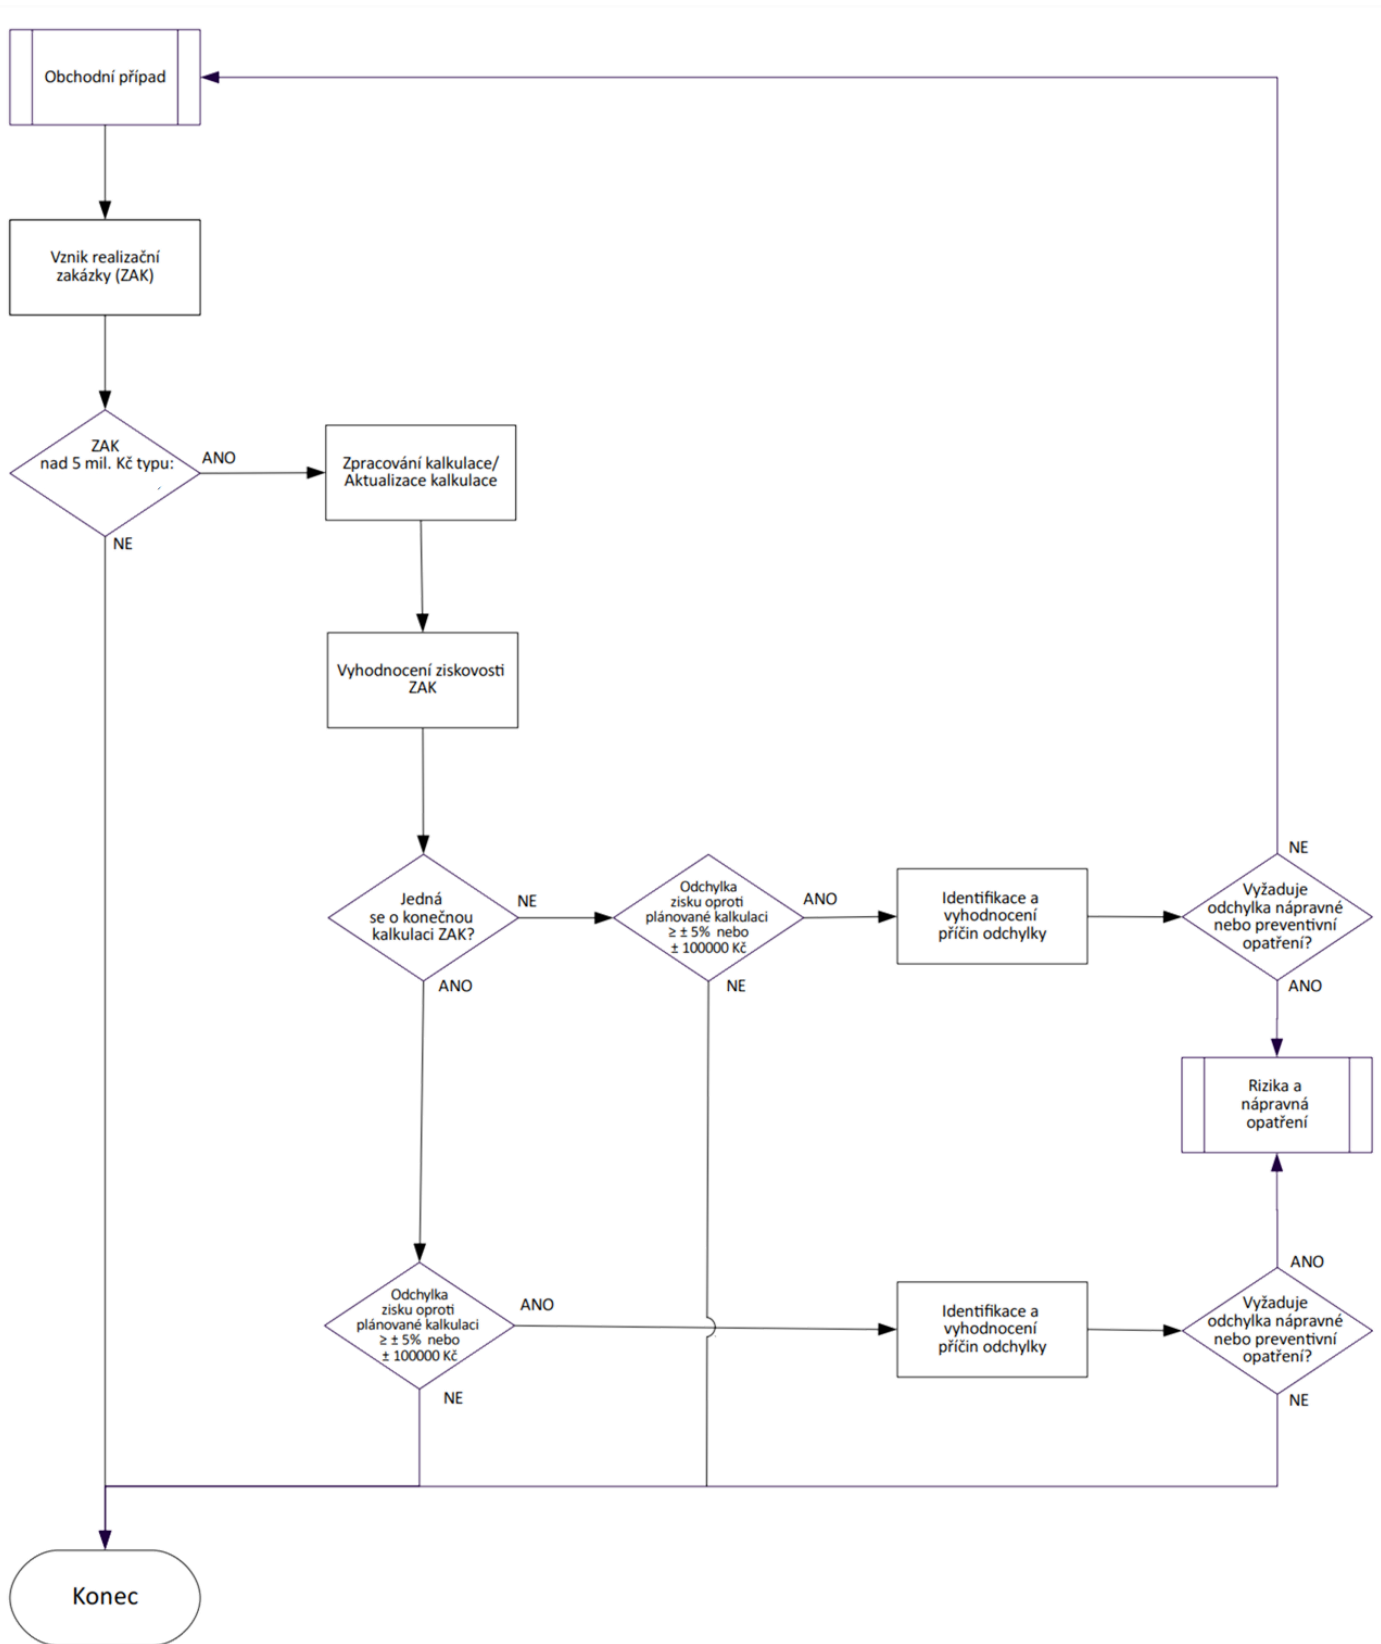 Obchodní případ
Vznik realizační
zakázky (ZAK)
ZAK
nad 5 mil. Kč typu:
ANO
NE
Zpracování kalkulace/
Aktualizace kalkulace
Vyhodnocení ziskovosti
ZAK
Jedná
se o konečnou
kalkulaci ZAK?
NE
ANO
Odchylka
zisku oproti
plánované kalkulaci
≥ ± 5% nebo
± 100000 Kč
ANO
NE
Identifikace a
vyhodnocení
příčin odchylky
NE
Vyžaduje
odchylka nápravné
nebo preventivní
opatření?
ANO
Rizika a
nápravná
opatření
Odchylka
zisku oproti
plánované kalkulaci
≥ ± 5% nebo
± 100000 Kč
ANO
NE
Identifikace a
vyhodnocení
příčin odchylky
ANO
Vyžaduje
odchylka nápravné
nebo preventivní
opatření?
NE
Konec